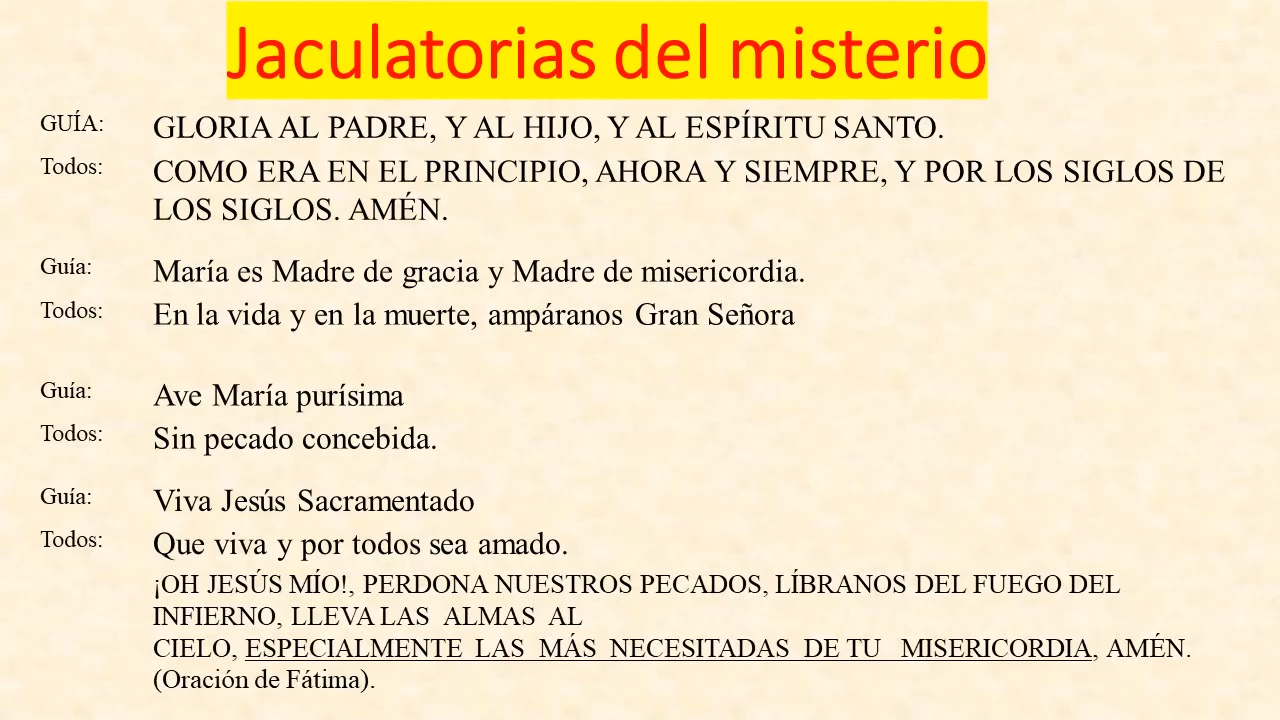 Jaculatorias del misterio
GUÍA: GLORIA AL PADRE, Y AL HIJO, Y AL ESPÍRITU SANTO.
Todos: COMO ERA EN EL PRINCIPIO, AHORA Y SIEMPRE, Y POR LOS SIGLOS DE
LOS SIGLOS. AMÉN.
Guía: María es Madre de gracia y Madre de misericordia.
Todos: En la vida y en la muerte, ampáranos Gran Señora
Guía: Ave María purísima
Todos: Sin pecado concebida.
Guía: Viva Jesús Sacramentado
Todos: Que viva y por todos sea amado.
¡OH JESÚS MÍO!, PERDONA NUESTROS PECADOS, LÍBRANOS DEL FUEGO DEL
INFIERNO, LLEVA LAS ALMAS AL
CIELO, ESPECIALMENTE LAS MÁS NECESITADAS DE TU MISERICORDIA, AMÉN.
(Oración de Fátima).